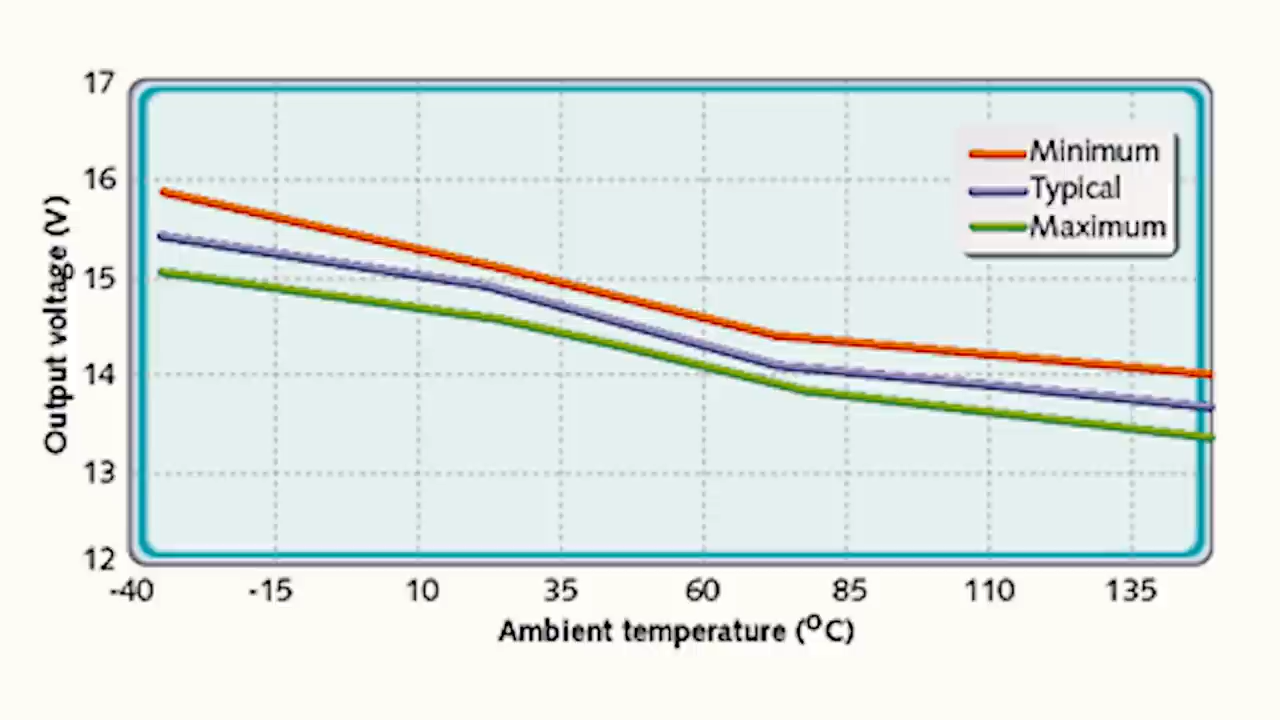 17
16
15
14
13
12
Output voltage (V)
Minimum
Typical
Maximum
-40 -15 10 35 60 85 110 135
Ambient temperature (ºC)